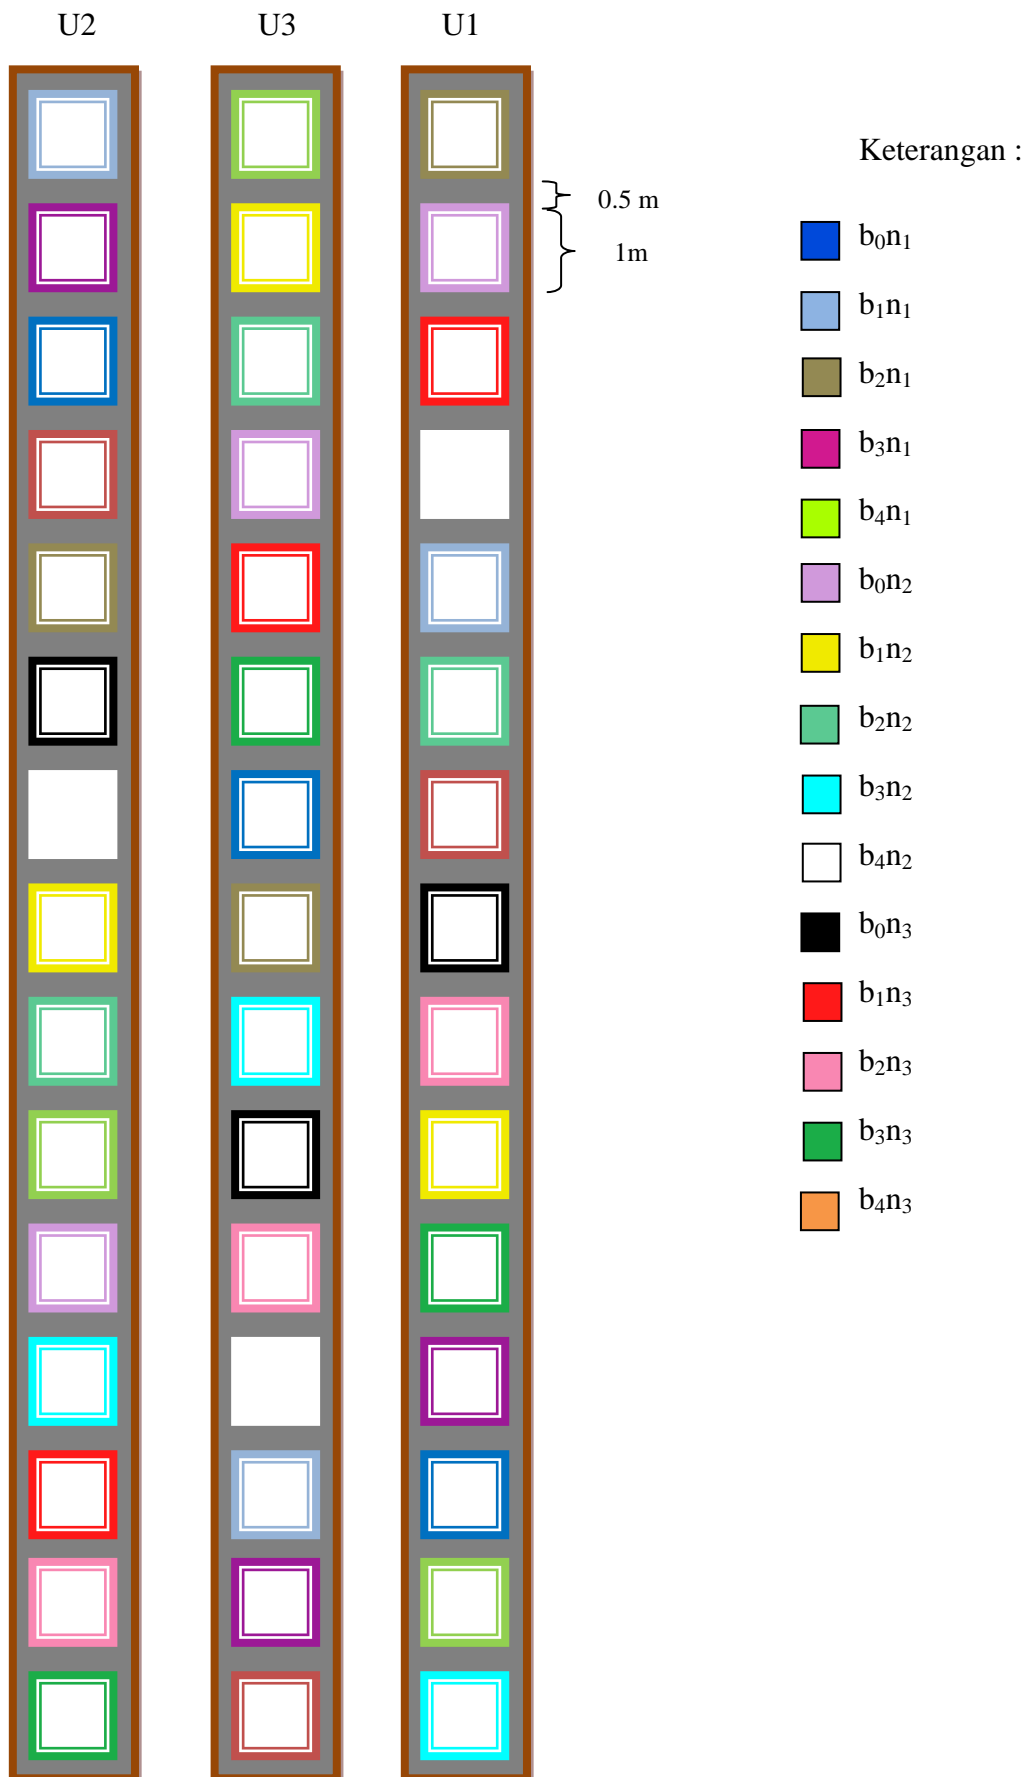 U2 U3 U1
Keterangan :
0.5 m
1m
b₀n₁
b₁n₁
b₂n₁
b₃n₁
b₄n₁
b₀n₂
b₁n₂
b₂n₂
b₃n₂
b₄n₂
b₀n₃
b₁n₃
b₂n₃
b₃n₃
b₄n₃